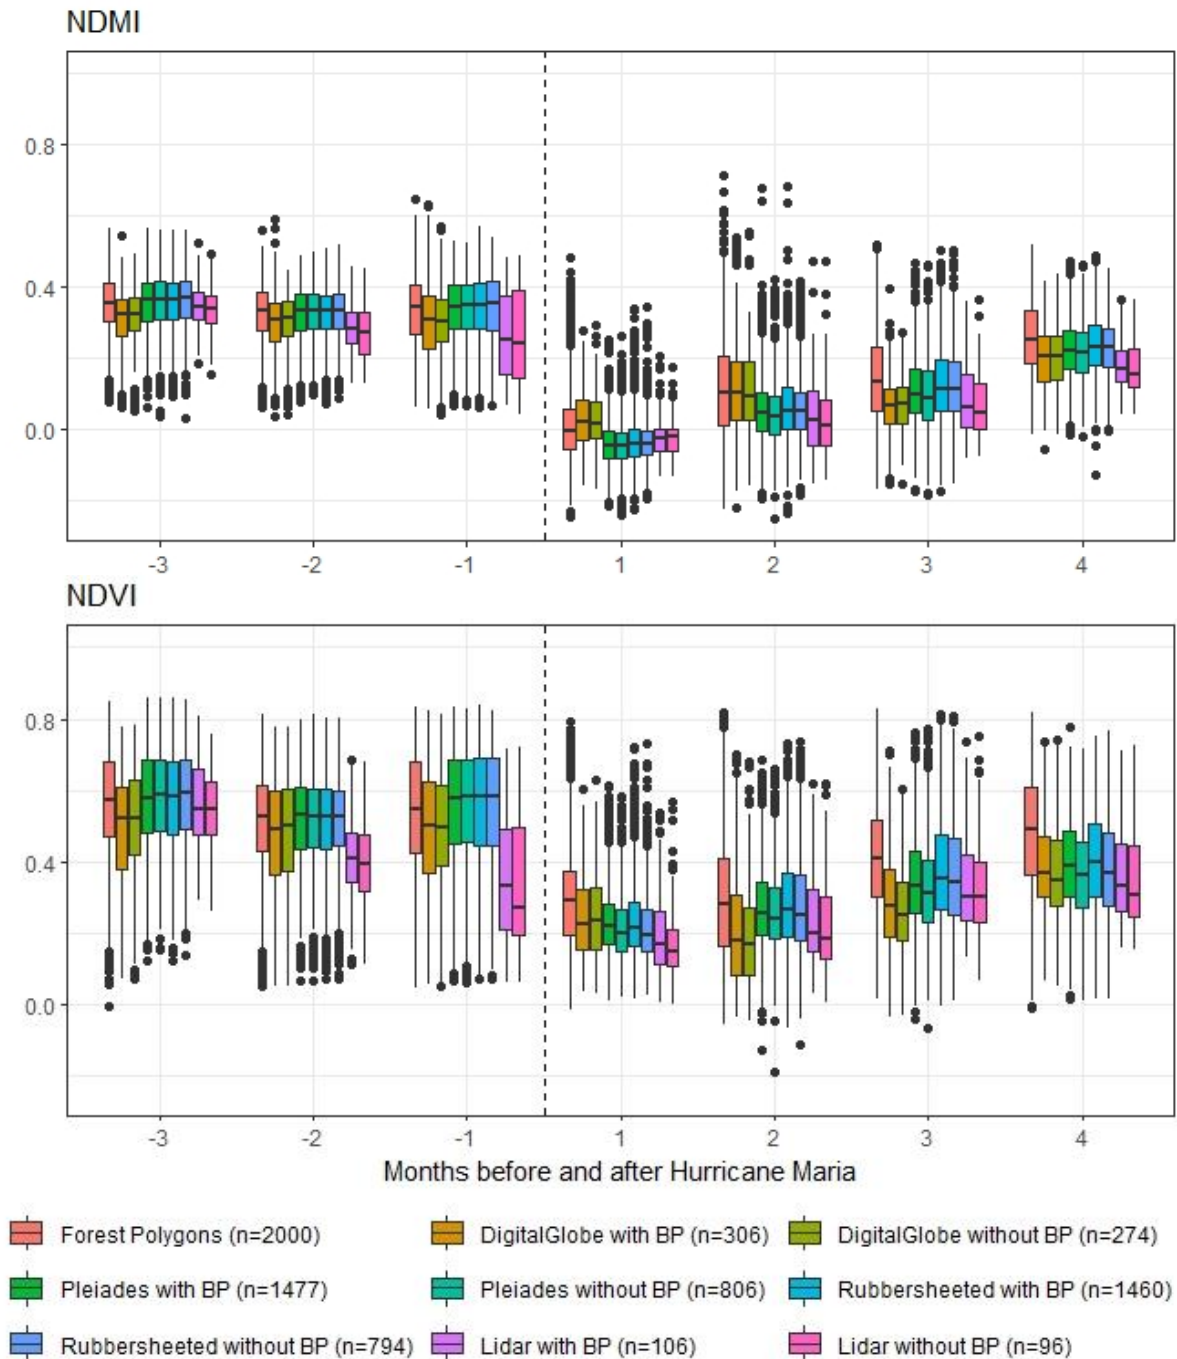 NDMI
0.8
0.4
0.0
-3 -2 -1 1 2 3 4
NDVI
0.8
0.4
0.0
-3 -2 -1 1 2 3 4
Months before and after Hurricane Maria
Forest Polygons (n=2000) DigitalGlobe with BP (n=306) DigitalGlobe without BP (n=274)
Pleiades with BP (n=1477) Pleiades without BP (n=806) Rubbersheeted with BP (n=1460)
Rubbersheeted without BP (n=794) Lidar with BP (n=106) Lidar without BP (n=96)